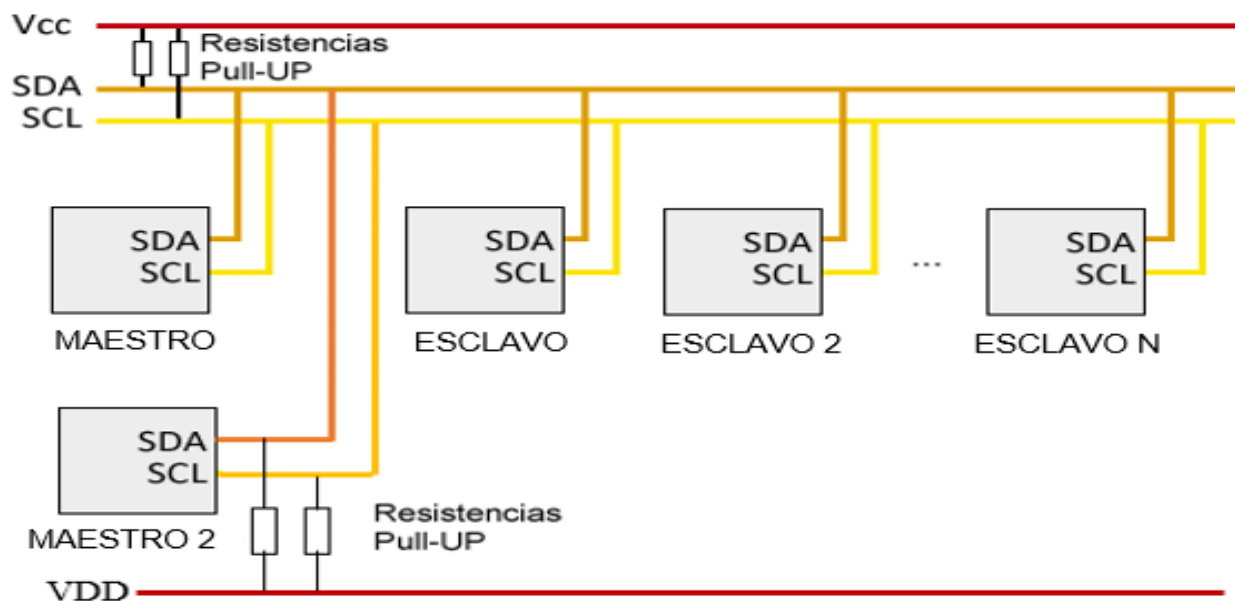 Vcc
Resistencias
Pull-UP
SDA
SCL
SDA
SCL
MAESTRO
SDA
SCL
ESCLAVO
SDA
SCL
ESCLAVO 2
...
SDA
SCL
ESCLAVO N
SDA
SCL
MAESTRO 2
Resistencias
Pull-UP
VDD